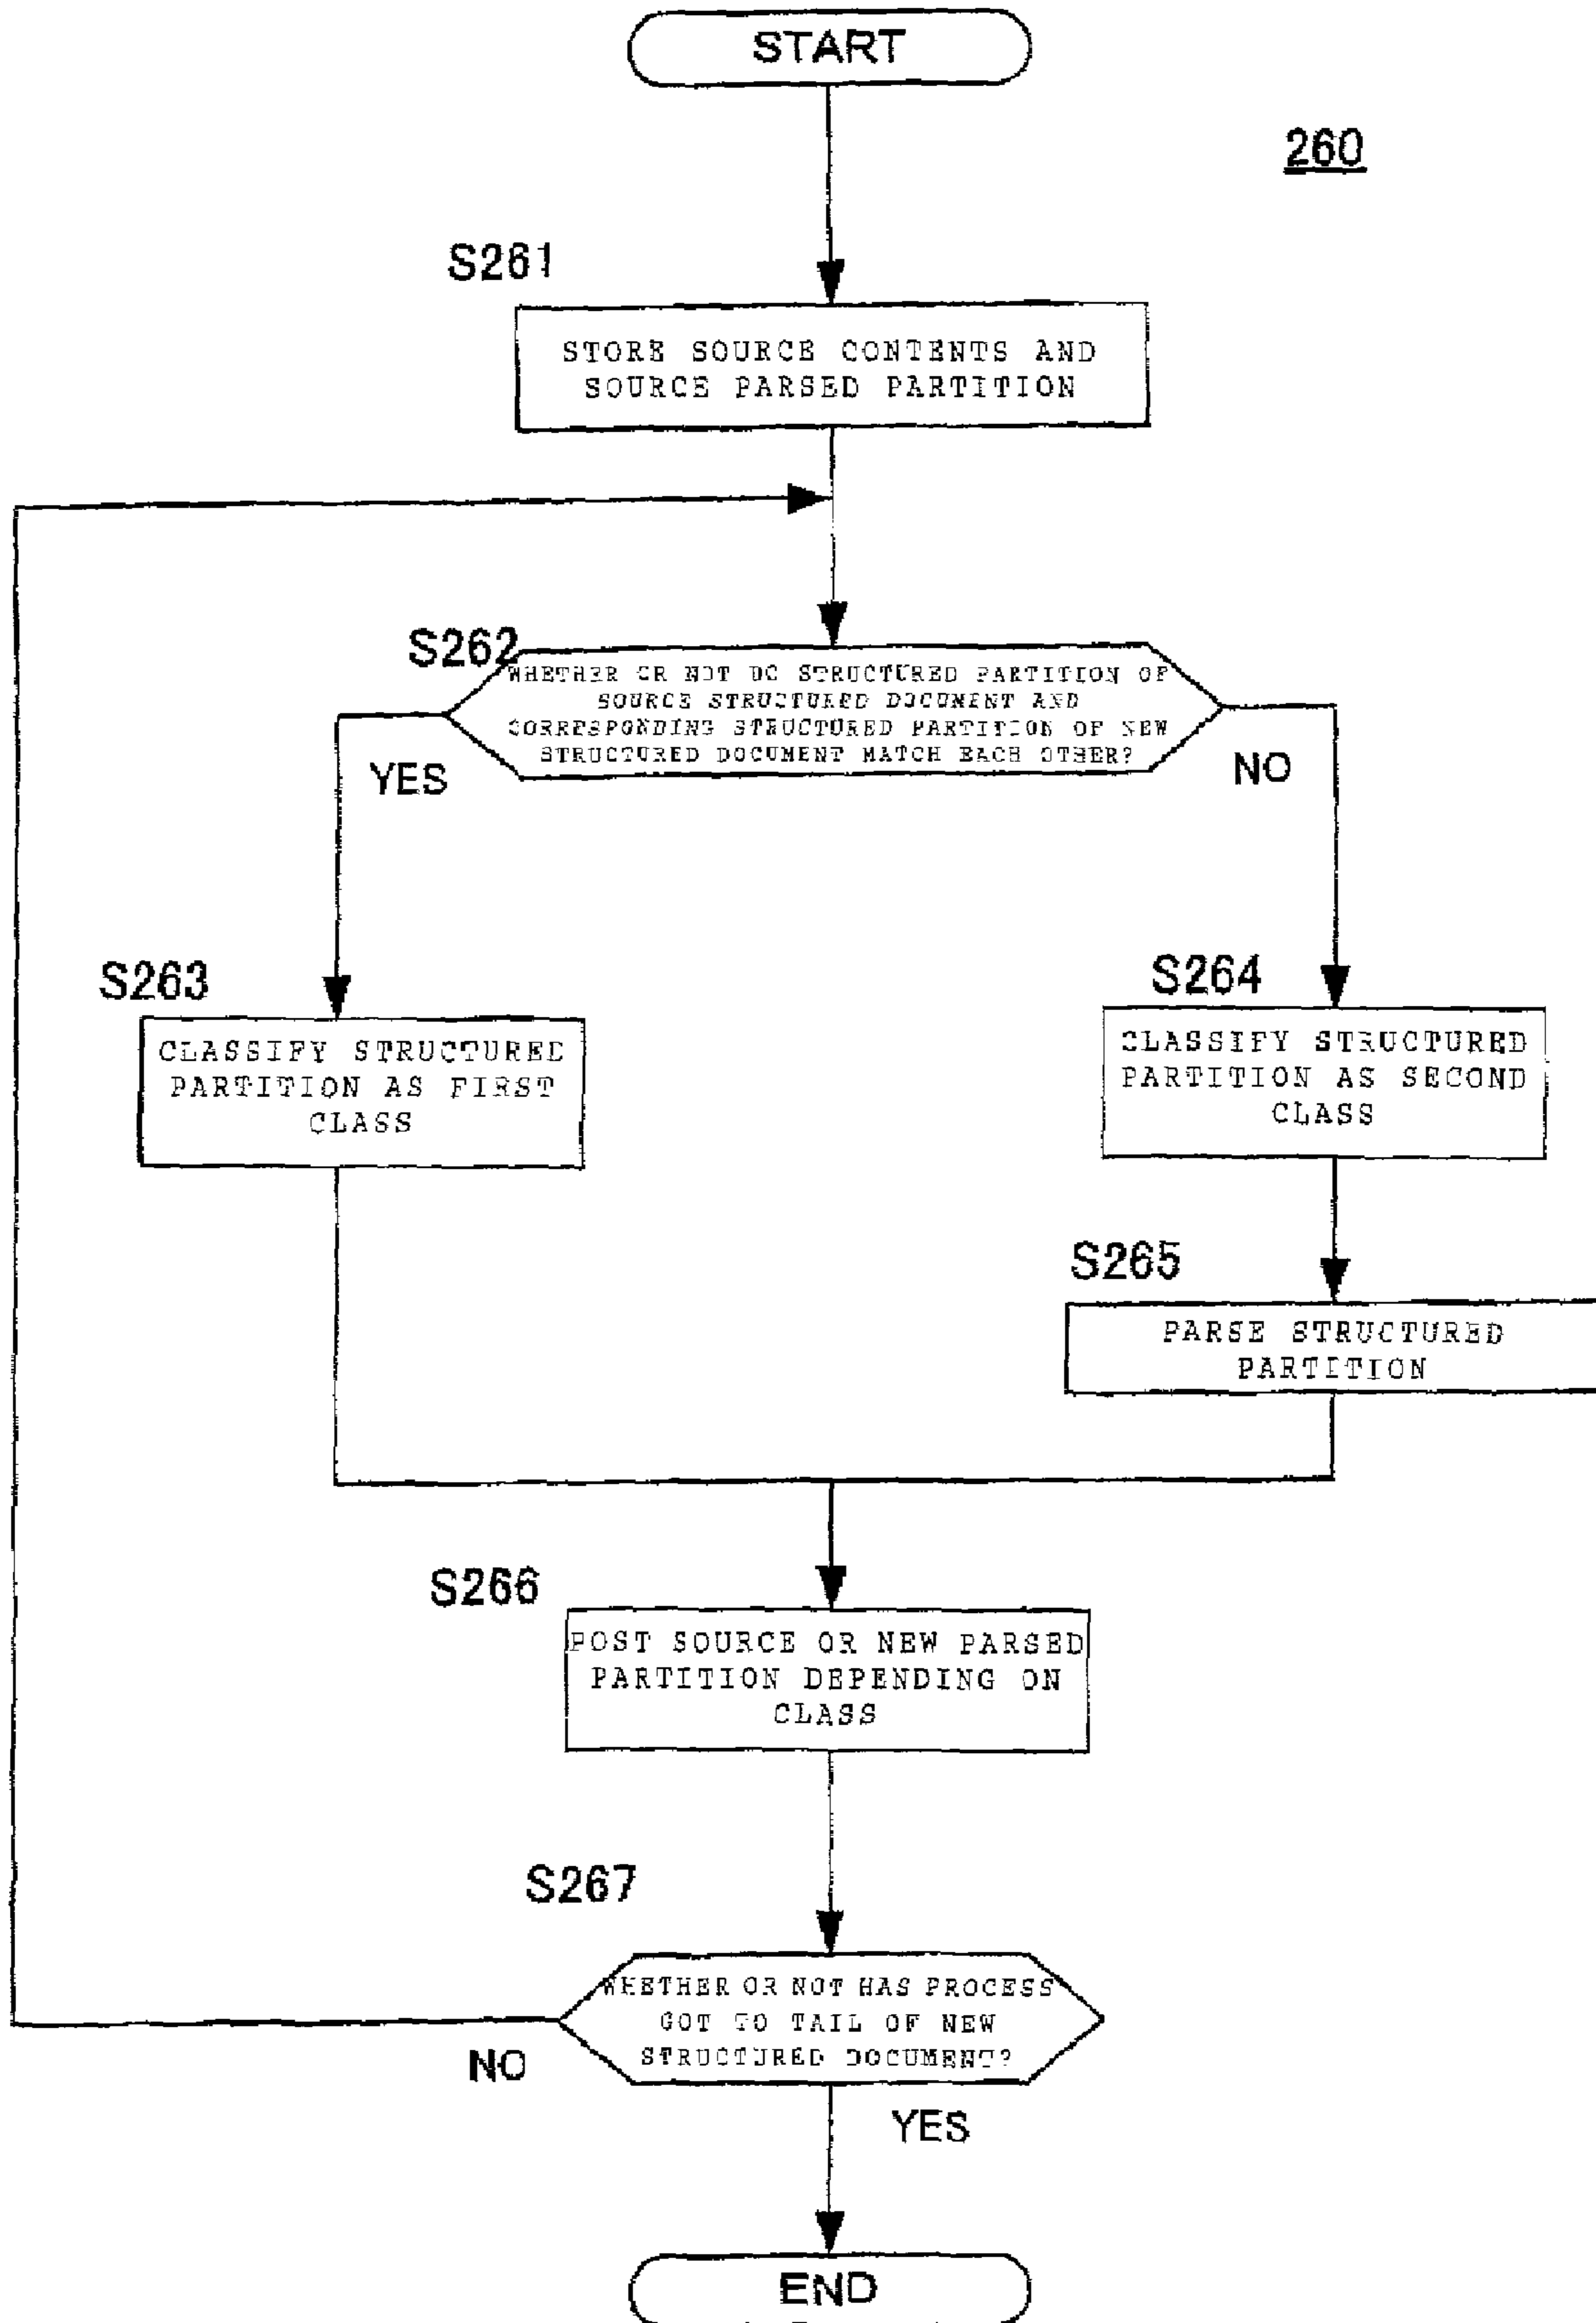 START
260
S261
STORE SOURCE CONTENTS AND
SOURCE PARSED PARTITION
S262
WHETHER OR NOT DO STRUCTURED PARTITION OF
SOURCE STRUCTURED DOCUMENT AND
CORRESPONDING STRUCTURED PARTITION OF NEW
STRUCTURED DOCUMENT MATCH EACH OTHER?
YES
NO
S263
CLASSIFY STRUCTURED
PARTITION AS FIRST
CLASS
S264
CLASSIFY STRUCTURED
PARTITION AS SECOND
CLASS
S265
PARSE STRUCTURED
PARTITION
S266
POST SOURCE OR NEW PARSED
PARTITION DEPENDING ON
CLASS
S267
WHETHER OR NOT HAS PROCESS
GOT TO TAIL OF NEW
STRUCTURED DOCUMENT?
NO
YES
END